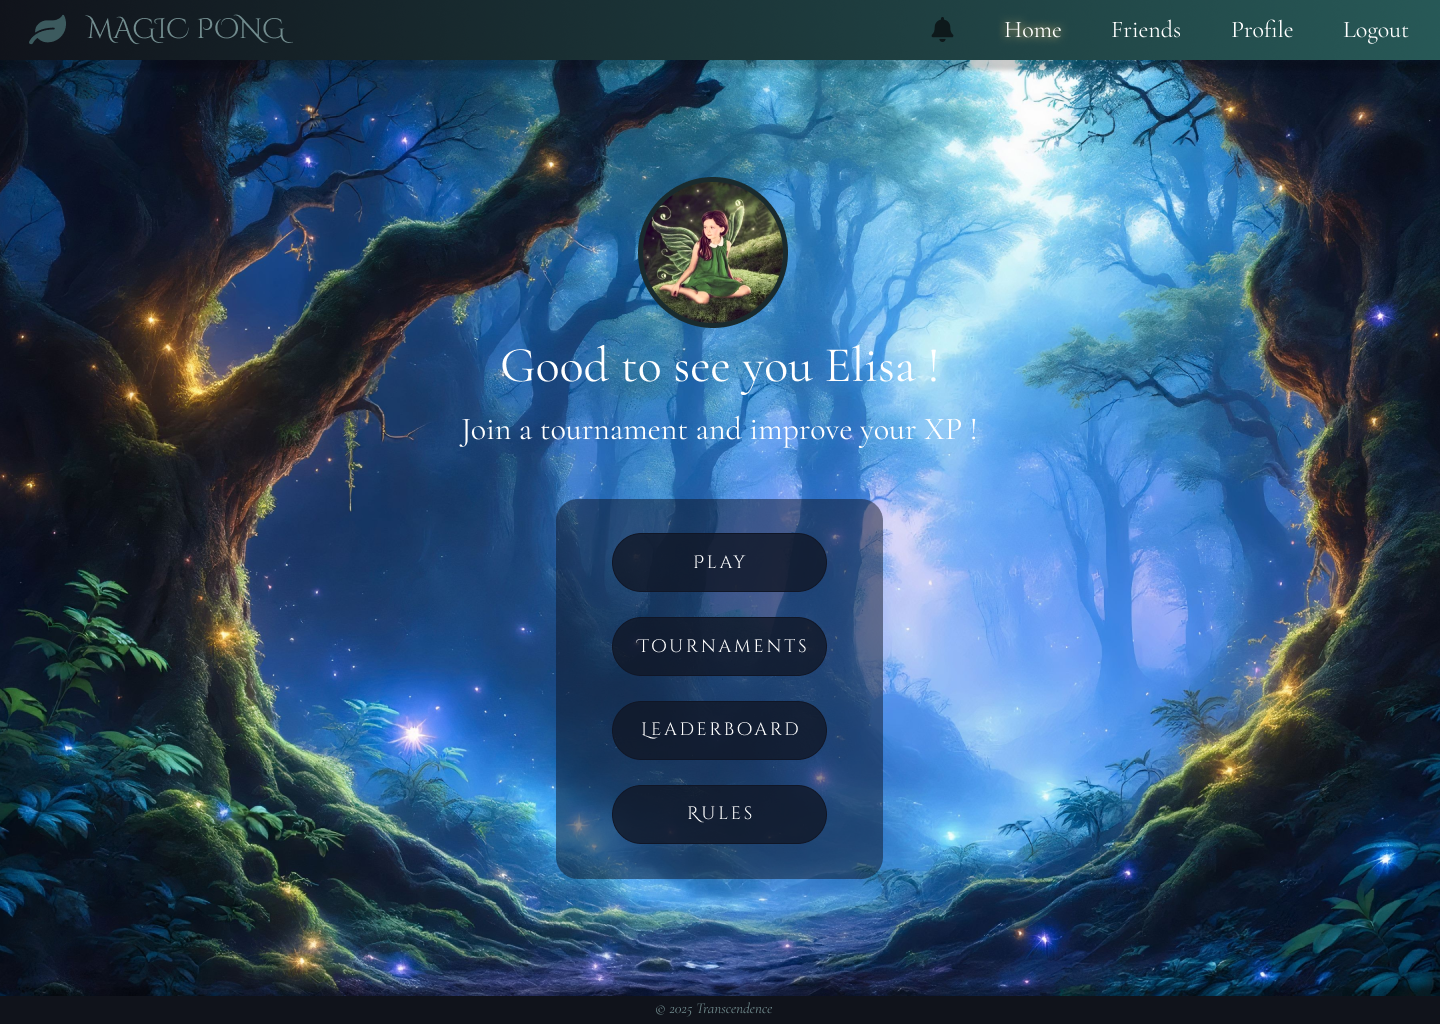 MAGIC PONG
Home Friends Profile Logout
Good to see you Elisa !
Join a tournament and improve your XP !
PLAY
TOURNAMENTS
LEADERBOARD
RULES
© 2025 Transcendence